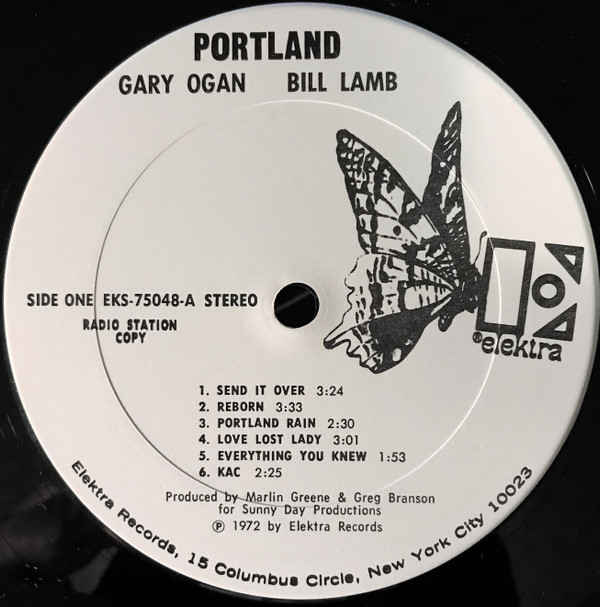 PORTLAND
GARY OGAN BILL LAMB
SIDE ONE EKS-75048-A STEREO
RADIO STATION
COPY
®elektra
1. SEND IT OVER 3:24
2. REBORN 3:33
3. PORTLAND RAIN 2:30
4. LOVE LOST LADY 3:01
5. EVERYTHING YOU KNEW 1:53
6. KAC 2:25
Produced by Marlin Greene & Greg Branson
for Sunny Day Productions
℗ 1972 by Elektra Records
Elektra Records, 15 Columbus Circle, New York City 10023